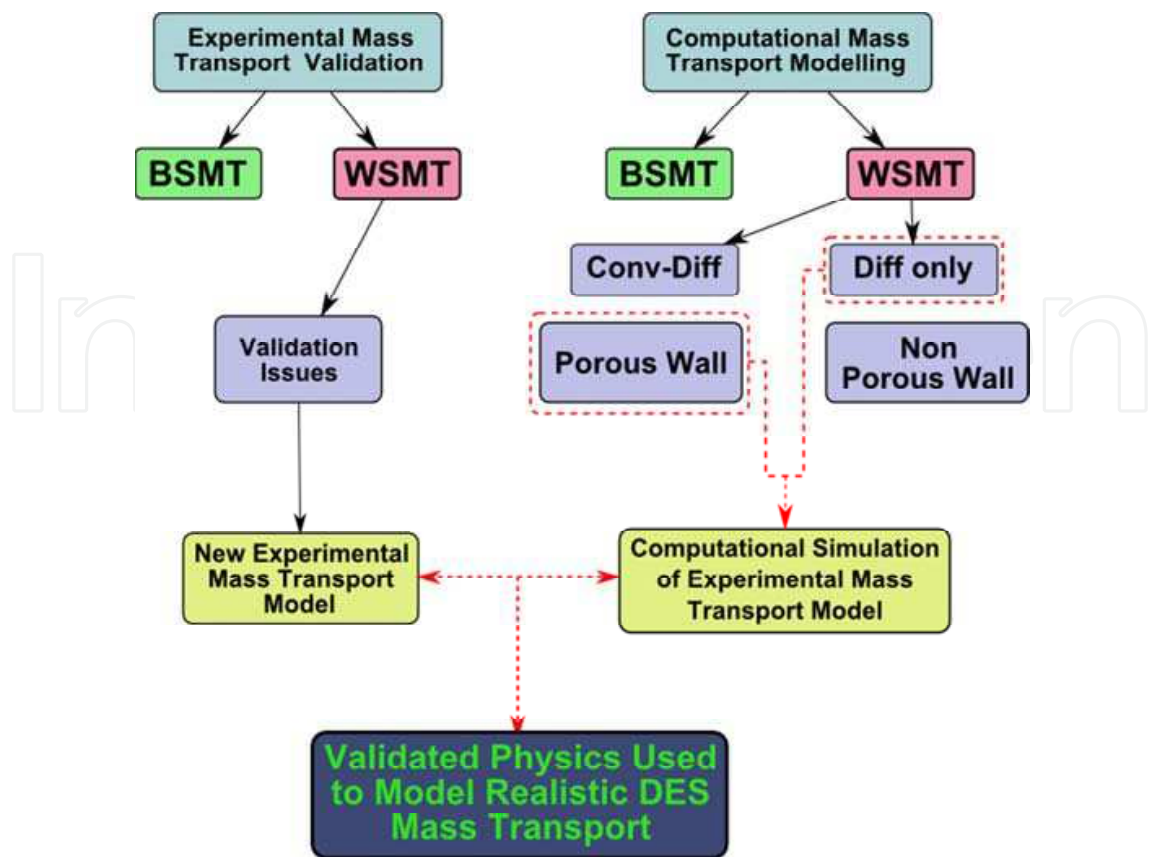 Experimental Mass
Transport Validation
Computational Mass
Transport Modelling
BSMT
WSMT
BSMT
WSMT
Conv-Diff
Diff only
Validation
Issues
Porous Wall
Non
Porous Wall
New Experimental
Mass Transport
Model
Computational Simulation
of Experimental Mass
Transport Model
Validated Physics Used
to Model Realistic DES
Mass Transport